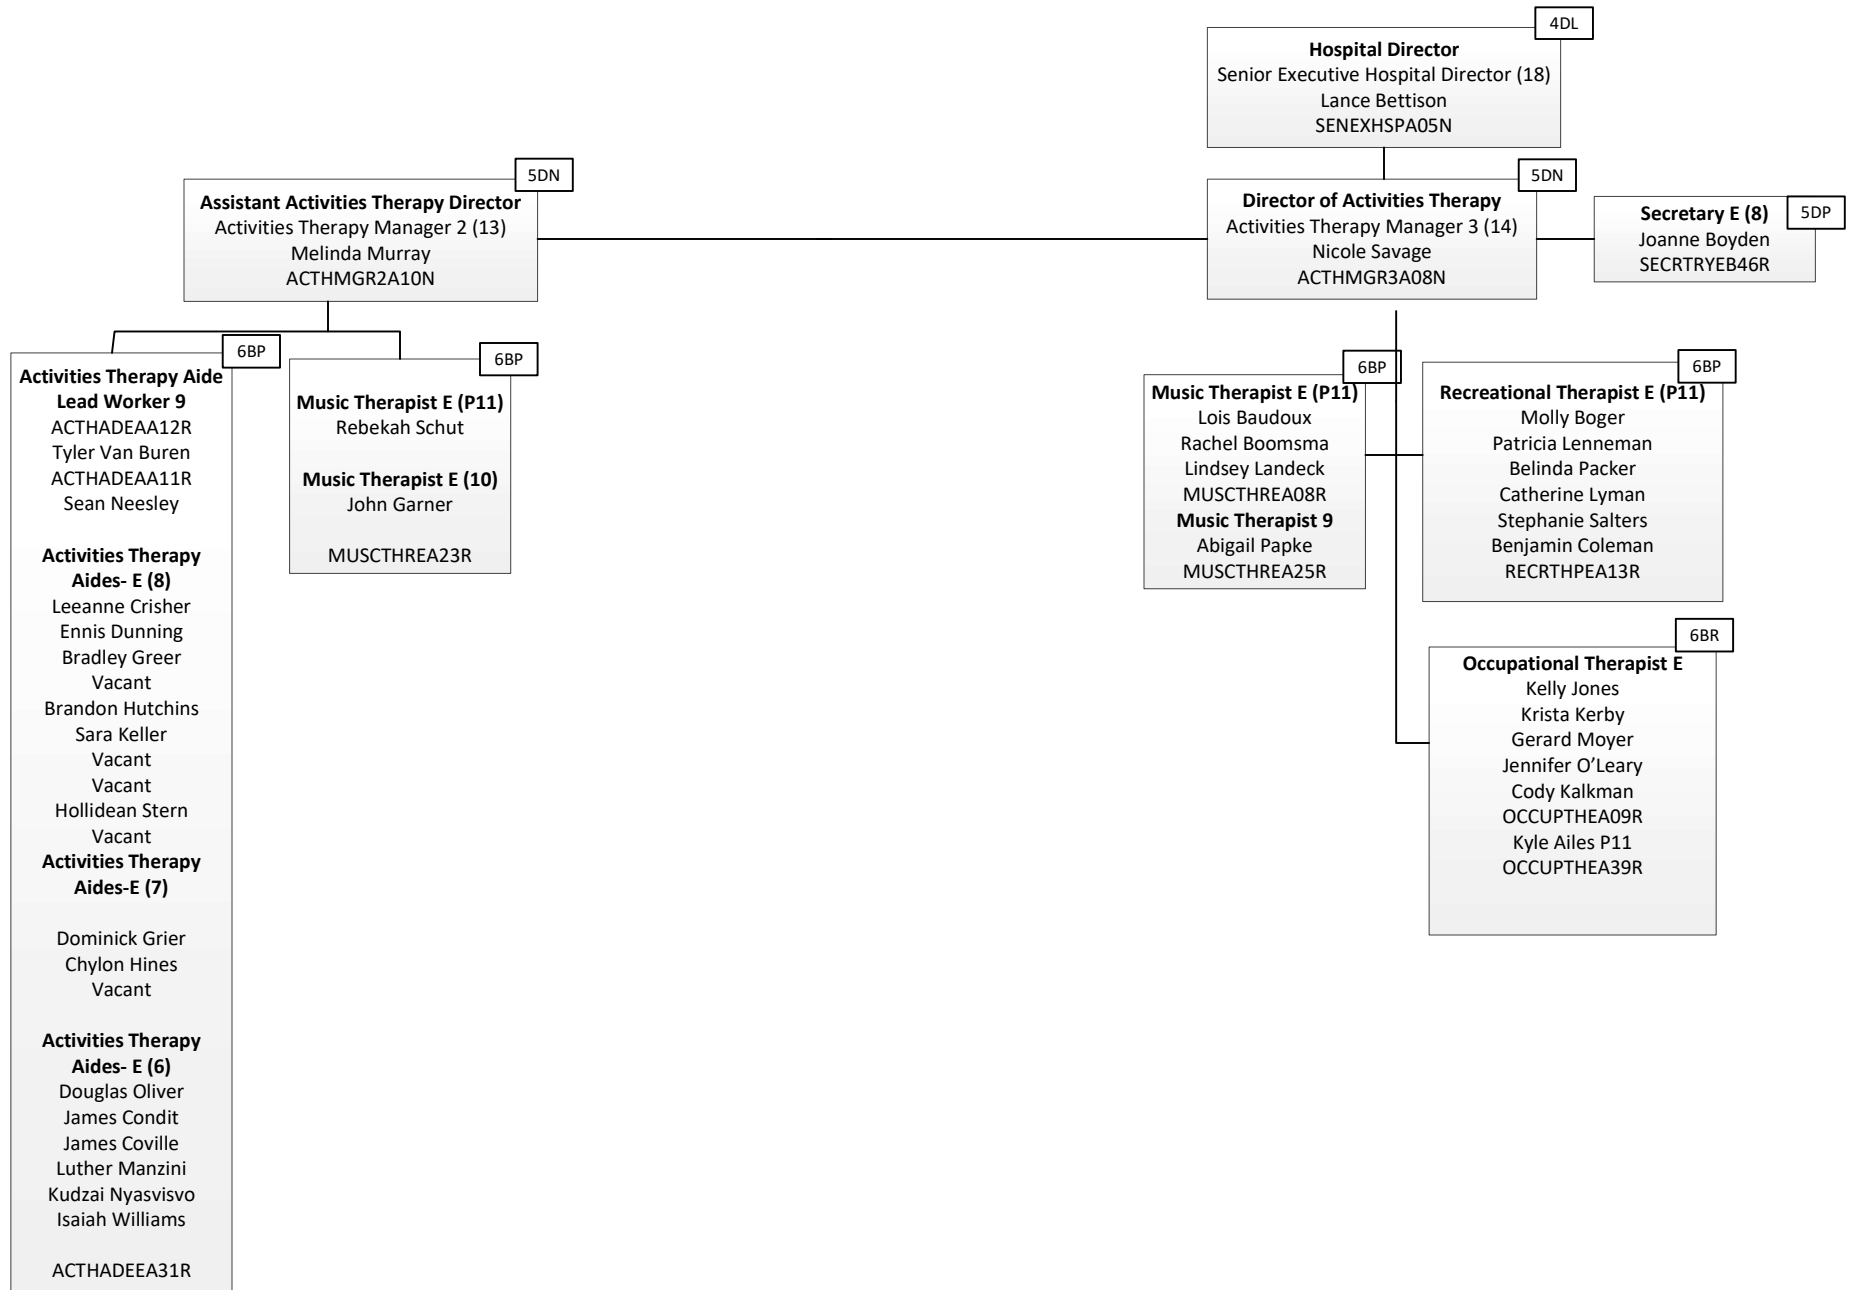 4DL
Hospital Director
Senior Executive Hospital Director (18)
Lance Bettison
SENEXHSPA05N
5DN
Assistant Activities Therapy Director
Activities Therapy Manager 2 (13)
Melinda Murray
ACTHMGR2A10N
5DN
Director of Activities Therapy
Activities Therapy Manager 3 (14)
Nicole Savage
ACTHMGR3A08N
5DP
Secretary E (8)
Joanne Boyden
SECRTRYEB46R
6BP
Activities Therapy Aide
Lead Worker 9
ACTHADEAA12R
Tyler Van Buren
ACTHADEAA11R
Sean Neesley
Activities Therapy
Aides- E (8)
Leeanne Crisher
Ennis Dunning
Bradley Greer
Vacant
Brandon Hutchins
Sara Keller
Vacant
Vacant
Hollidean Stern
Vacant
Activities Therapy
Aides-E (7)
Dominick Grier
Chylon Hines
Vacant
Activities Therapy
Aides- E (6)
Douglas Oliver
James Condit
James Coville
Luther Manzini
Kudzai Nyasvisvo
Isaiah Williams
ACTHADEEA31R
6BP
Music Therapist E (P11)
Rebekah Schut
Music Therapist E (10)
John Garner
MUSCTHREA23R
6BP
Music Therapist E (P11)
Lois Baudoux
Rachel Boomsma
Lindsey Landeck
MUSCTHREA08R
Music Therapist 9
Abigail Papke
MUSCTHREA25R
6BP
Recreational Therapist E (P11)
Molly Boger
Patricia Lenneman
Belinda Packer
Catherine Lyman
Stephanie Salters
Benjamin Coleman
RECRTHPEA13R
6BR
Occupational Therapist E
Kelly Jones
Krista Kerby
Gerard Moyer
Jennifer O’Leary
Cody Kalkman
OCCUPTHEA09R
Kyle Ailes P11
OCCUPTHEA39R